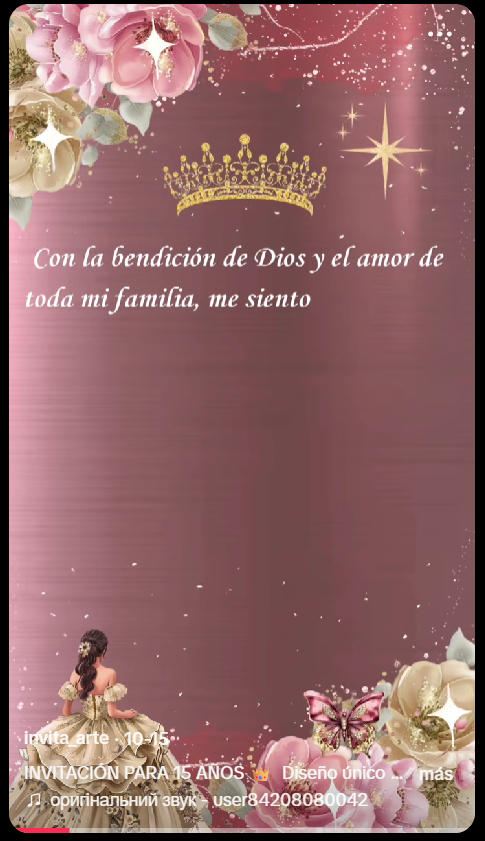 Con la bendición de Dios y el amor de
toda mi familia, me siento
invita_arte · 10-15
INVITACIÓN PARA 15 AÑOS 👑 Diseño único ... más
♫ оригінальний звук - user84208080042